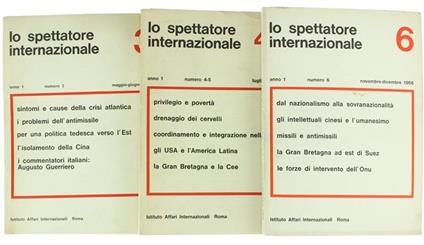 lo spettatore
internazionale
3
anno 1 numero 3 maggio-giugno
sintomi e cause della crisi atlantica
i problemi dell'antimissile
per una politica tedesca verso l'Est
l'isolamento della Cina
i commentatori italiani:
Augusto Guerriero
Istituto Affari Internazionali Roma
lo spettatore
internazionale
4
anno 1 numero 4-5
privilegio e povertà
drenaggio dei cervelli
coordinamento e integrazione nell
gli USA e l'America Latina
la Gran Bretagna e la Cee
Istituto Affari Internazionali Roma
lo spettatore
internazionale
6
anno 1 numero 6 novembre-dicembre 1966
dal nazionalismo alla sovranazionalità
gli intellettuali cinesi e l'umanesimo
missili e antimissili
la Gran Bretagna ad est di Suez
le forze di intervento dell'Onu
Istituto Affari Internazionali Roma